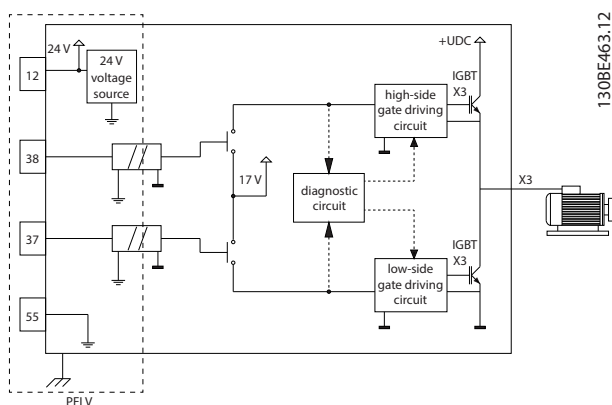 130BE463.12
+UDC
24 V
12
24 V
voltage
source
IGBT
X3
high-side
gate driving
circuit
38
17 V
diagnostic
circuit
X3
37
IGBT
X3
low-side
gate driving
circuit
55
PELV